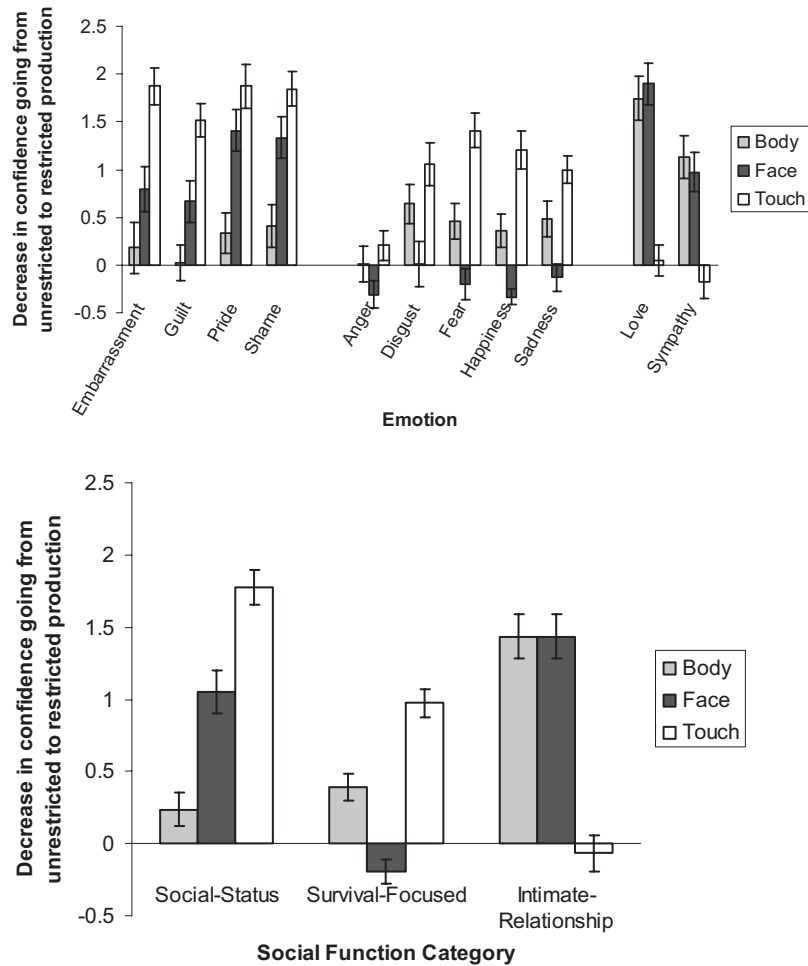 Decrease in confidence going from
unrestricted to restricted production
2.5
2
1.5
1
0.5
0
-0.5
Embarrassment
Guilt
Pride
Shame
Anger
Disgust
Fear
Happiness
Sadness
Love
Sympathy
Emotion
Body
Face
Touch
Decrease in confidence going from
unrestricted to restricted production
2.5
2
1.5
1
0.5
0
-0.5
Social-Status
Survival-Focused
Intimate-
Relationship
Social Function Category
Body
Face
Touch